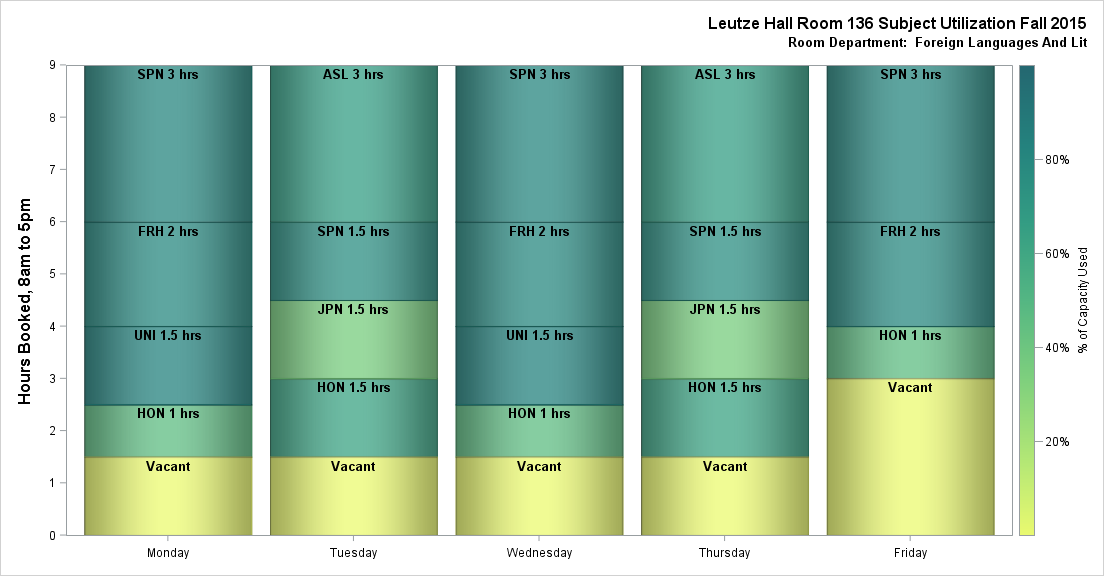 Leutze Hall Room 136 Subject Utilization Fall 2015
Room Department:  Foreign Languages And Lit
Hours Booked, 8am to 5pm
9
8
7
6
5
4
3
2
1
0
SPN 3 hrs
FRH 2 hrs
UNI 1.5 hrs
HON 1 hrs
Vacant
Monday
ASL 3 hrs
SPN 1.5 hrs
JPN 1.5 hrs
HON 1.5 hrs
Vacant
Tuesday
SPN 3 hrs
FRH 2 hrs
UNI 1.5 hrs
HON 1 hrs
Vacant
Wednesday
ASL 3 hrs
SPN 1.5 hrs
JPN 1.5 hrs
HON 1.5 hrs
Vacant
Thursday
SPN 3 hrs
FRH 2 hrs
HON 1 hrs
Vacant
Friday
80%
60%
40%
20%
% of Capacity Used